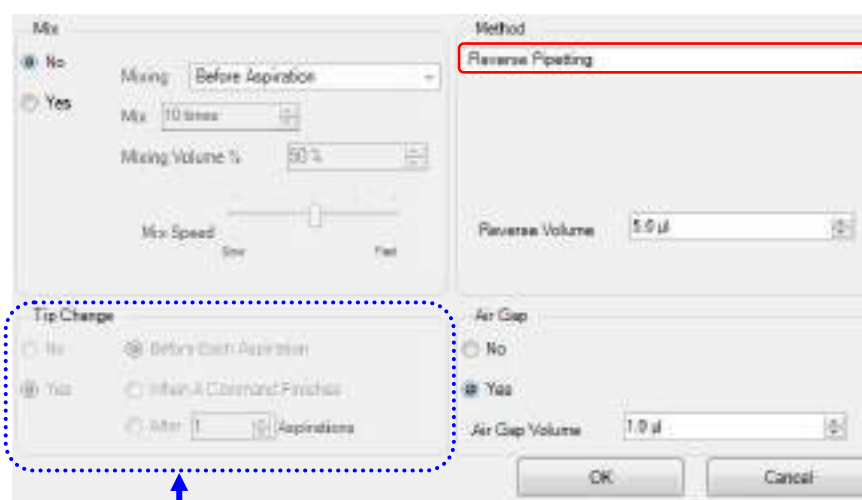 Mix
No
Yes
Mixing Before Aspiration
Mix 10 times
Mixing Volume % 50 %
Mix Speed
Slow Fast
Method
Reverse Pipetting
Reverse Volume 5.0 µl
Tip Change
No Before Each Aspiration
Yes When A Command Finishes
After 1 Aspirations
Air Gap
No
Yes
Air Gap Volume 1.0 µl
OK Cancel